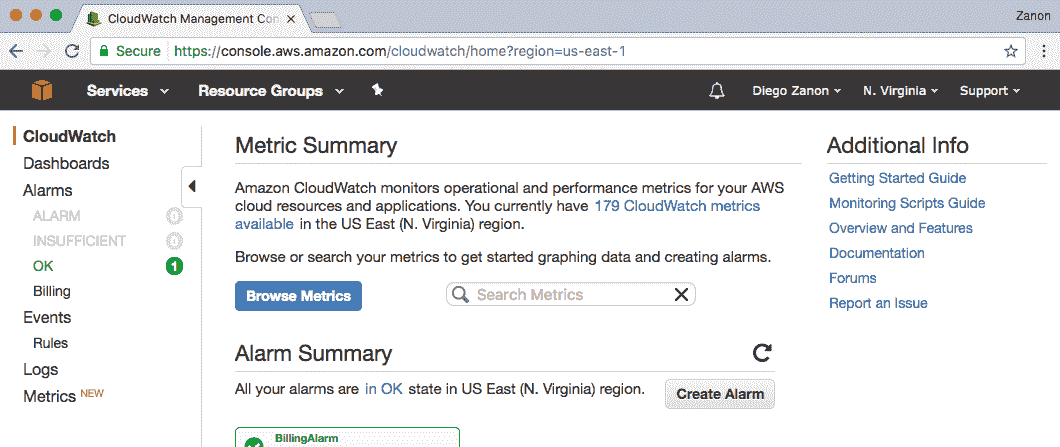 CloudWatch Management Con
Zanon
Secure https://console.aws.amazon.com/cloudwatch/home?region=us-east-1
Services
Resource Groups
Diego Zanon
N. Virginia
Support
CloudWatch
Dashboards
Alarms
ALARM 0
INSUFFICIENT 0
OK 1
Billing
Events
Rules
Logs
Metrics NEW
Metric Summary
Amazon CloudWatch monitors operational and performance metrics for your AWS
cloud resources and applications. You currently have 179 CloudWatch metrics
available in the US East (N. Virginia) region.
Browse or search your metrics to get started graphing data and creating alarms.
Browse Metrics
Search Metrics
Alarm Summary
All your alarms are in OK state in US East (N. Virginia) region.
Create Alarm
BillingAlarm
Additional Info
Getting Started Guide
Monitoring Scripts Guide
Overview and Features
Documentation
Forums
Report an Issue